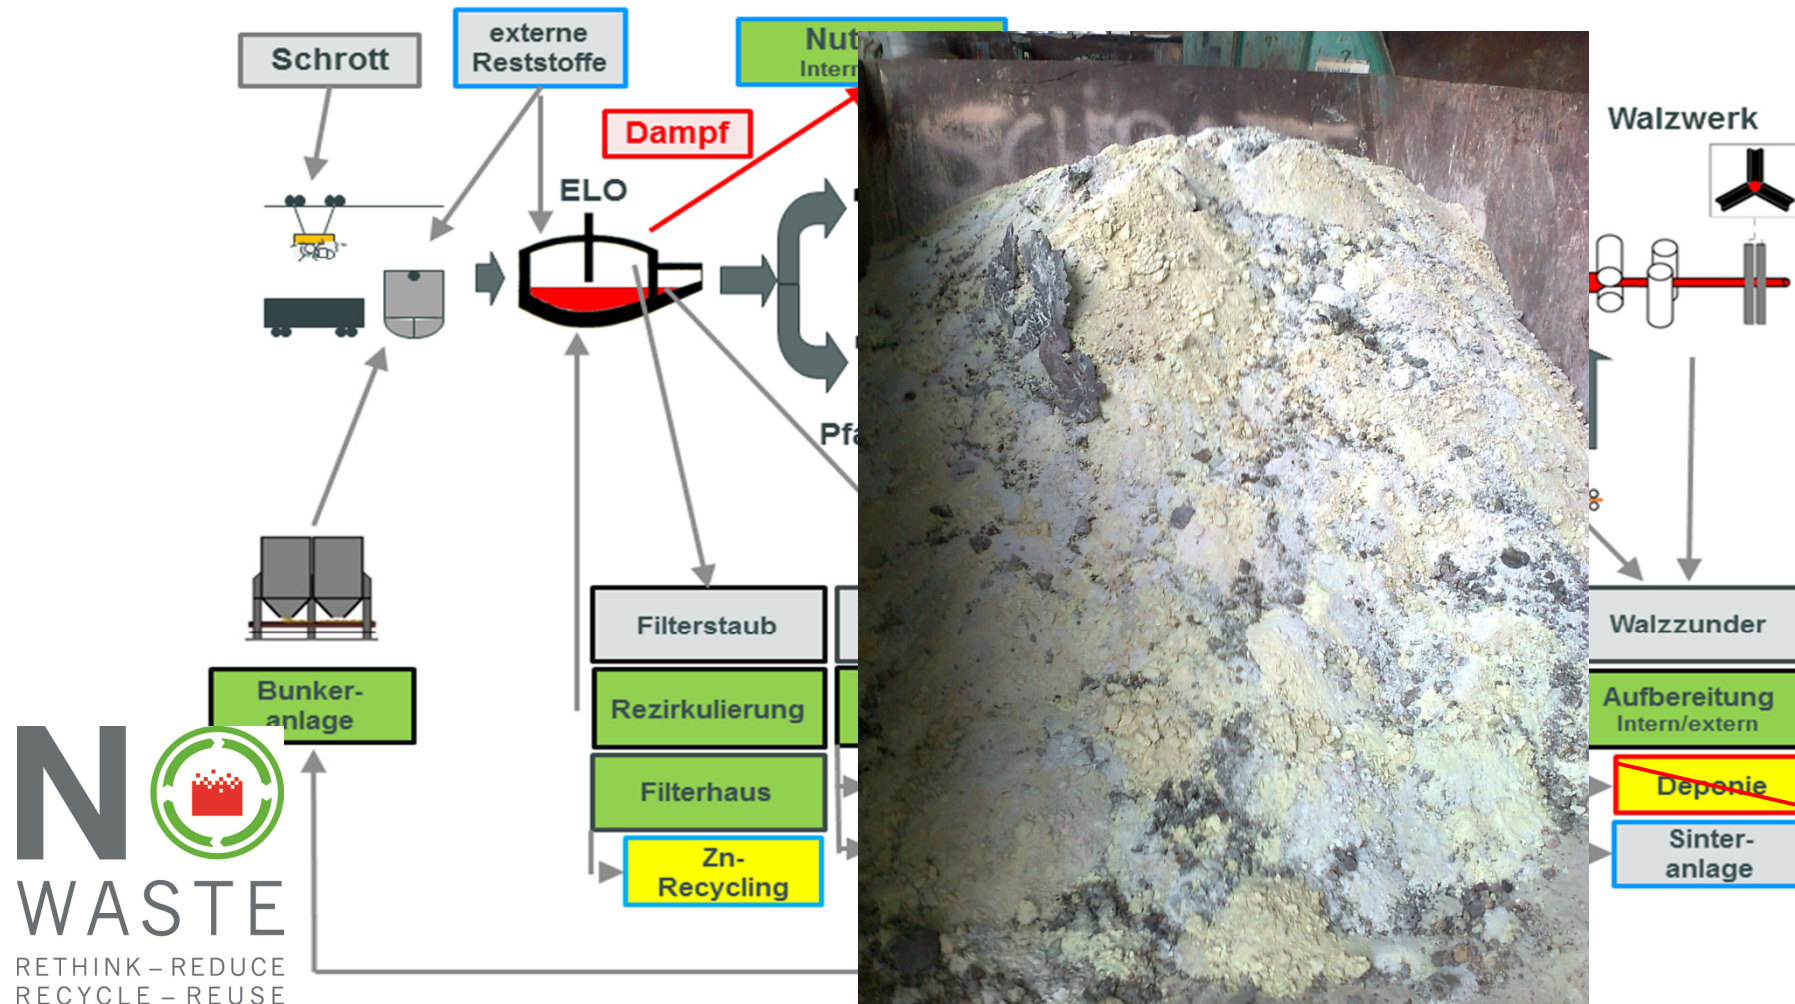 Schrott
externe
Reststoffe
Dampf
ELO
Walzwerk
Filterstaub
Rezirkulierung
Filterhaus
Zn-
Recycling
Bunker-
anlage
Walzzunder
Aufbereitung
Intern/extern
Deponie
Sinter-
anlage
NO
WASTE
RETHINK – REDUCE
RECYCLE – REUSE